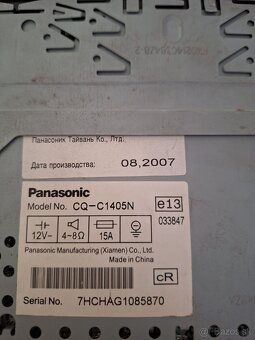 Панасоник Тайвань Ко., Лтд.
Дата производства: 08,2007
Panasonic
Model No. CQ-C1405N
e13
033847
12V⎓ 4~8Ω 15A
Panasonic Manufacturing (Xiamen) Co., Ltd.
Made in China
cR
Serial No. 7HCHAG1085870